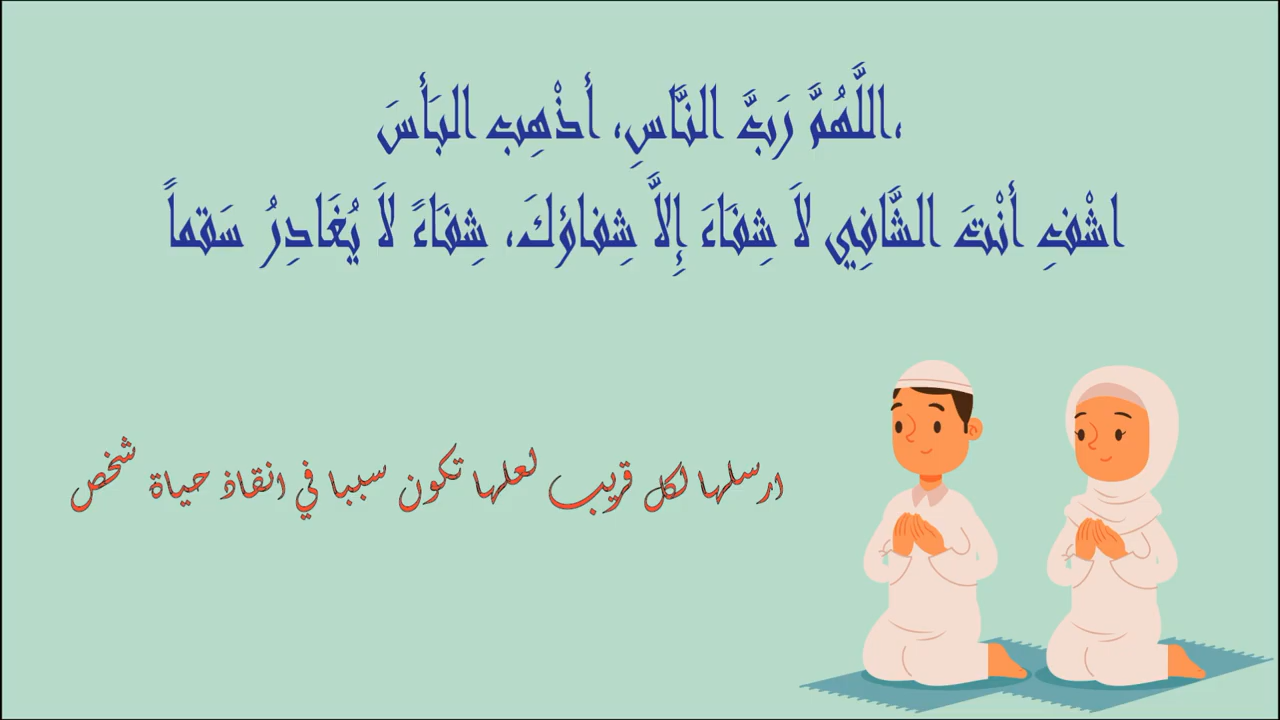 اللَّهُمَّ رَبَّ النَّاسِ، أَذْهِبِ البَأْسَ،
اشْفِ أَنْتَ الشَّافِي لاَ شِفَاءَ إِلاَّ شِفاؤكَ، شِفَاءً لاَ يُغَادِرُ سَقماً
ارسلها لكل قريب لعلها تكون سببا في انقاذ حياة شخص